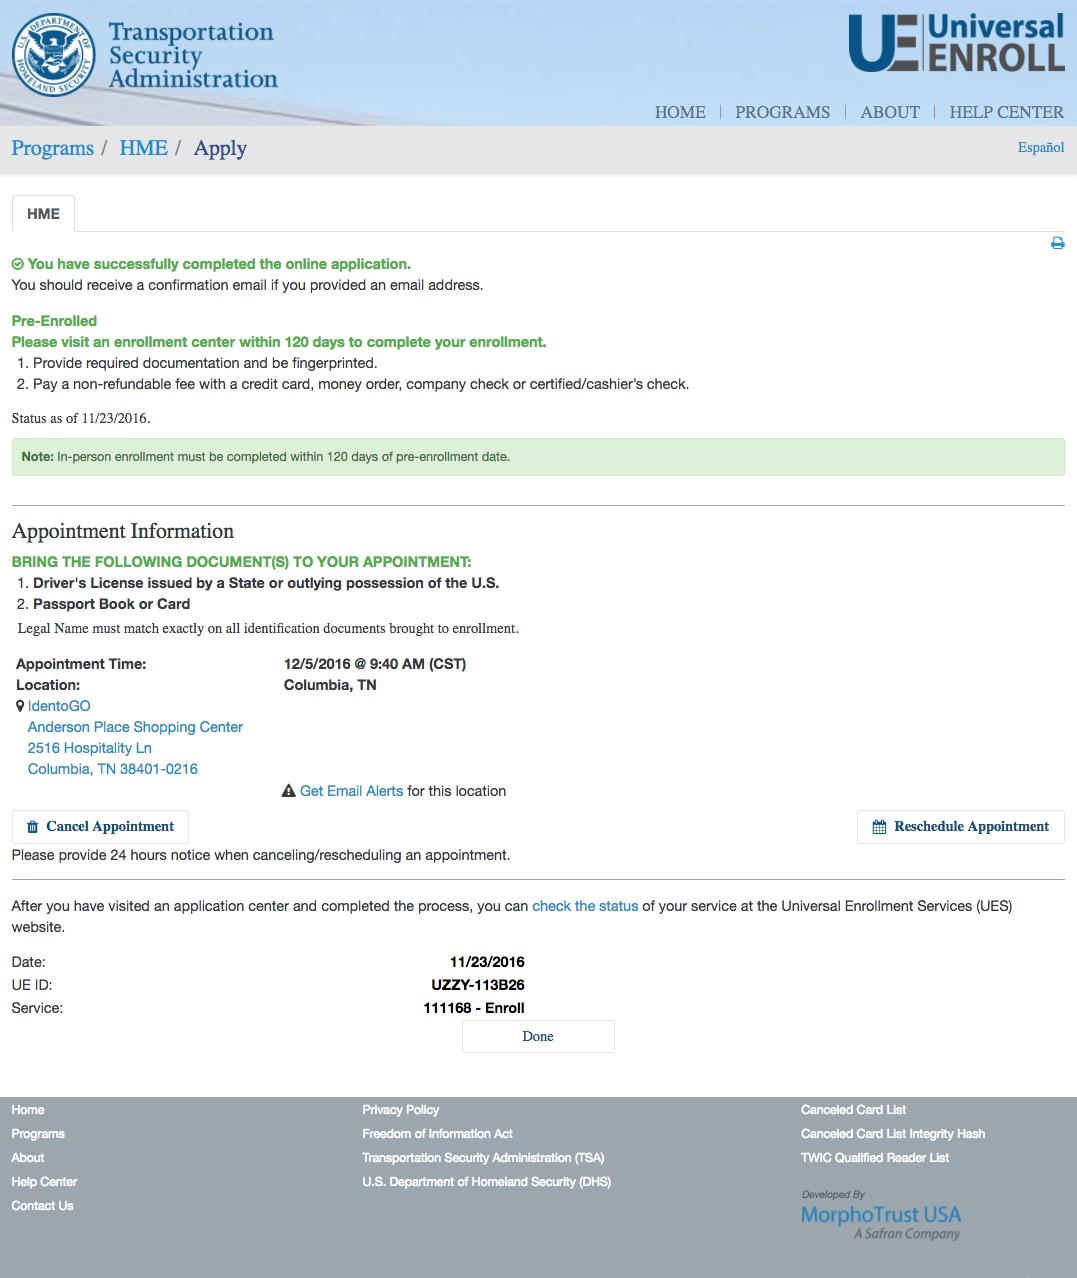 U.S. DEPARTMENT OF HOMELAND SECURITY
Transportation
Security
Administration
UE Universal
ENROLL
HOME | PROGRAMS | ABOUT | HELP CENTER
Programs / HME / Apply
Español
HME
You have successfully completed the online application.
You should receive a confirmation email if you provided an email address.
Pre-Enrolled
Please visit an enrollment center within 120 days to complete your enrollment.
1. Provide required documentation and be fingerprinted.
2. Pay a non-refundable fee with a credit card, money order, company check or certified/cashier's check.
Status as of 11/23/2016.
Note: In-person enrollment must be completed within 120 days of pre-enrollment date.
Appointment Information
BRING THE FOLLOWING DOCUMENT(S) TO YOUR APPOINTMENT:
1. Driver's License issued by a State or outlying possession of the U.S.
2. Passport Book or Card
Legal Name must match exactly on all identification documents brought to enrollment.
Appointment Time: 12/5/2016 @ 9:40 AM (CST)
Location: Columbia, TN
IdentoGO
Anderson Place Shopping Center
2516 Hospitality Ln
Columbia, TN 38401-0216
Get Email Alerts for this location
Cancel Appointment
Reschedule Appointment
Please provide 24 hours notice when canceling/rescheduling an appointment.
After you have visited an application center and completed the process, you can check the status of your service at the Universal Enrollment Services (UES)
website.
Date: 11/23/2016
UE ID: UZZY-113B26
Service: 111168 - Enroll
Done
Home
Programs
About
Help Center
Contact Us
Privacy Policy
Freedom of Information Act
Transportation Security Administration (TSA)
U.S. Department of Homeland Security (DHS)
Canceled Card List
Canceled Card List Integrity Hash
TWIC Qualified Reader List
Developed By
MorphoTrust USA
A Safran Company